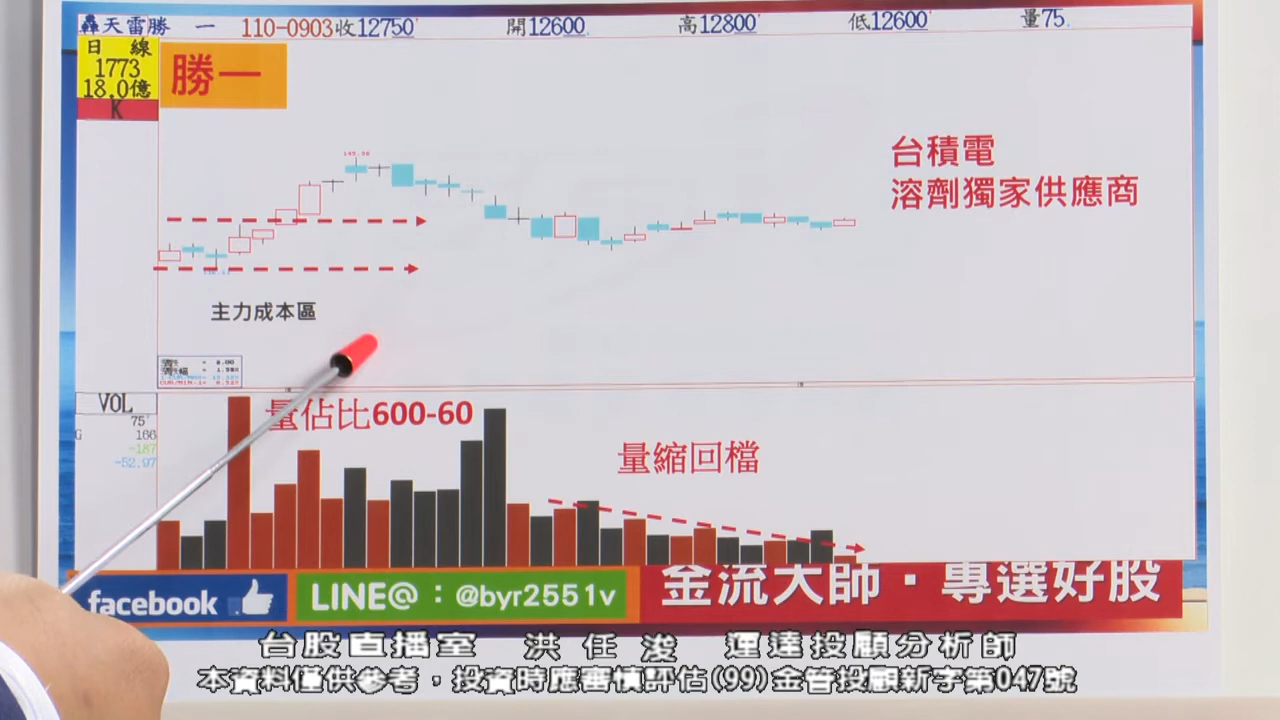 天雷勝一 110-0903收12750 開12600 高12800 低12600 量75
日線
1773
18.0億
K
勝一
台積電
溶劑獨家供應商
主力成本區
VOL
75
G 166
-187
-52.97
量佔比600-60
量縮回檔
facebook
LINE@：@byr2551v
金流大師・專選好股
台股直播室 洪任浚 運達投顧分析師
本資料僅供參考，投資時應審慎評估(99)金管投顧新字第047號